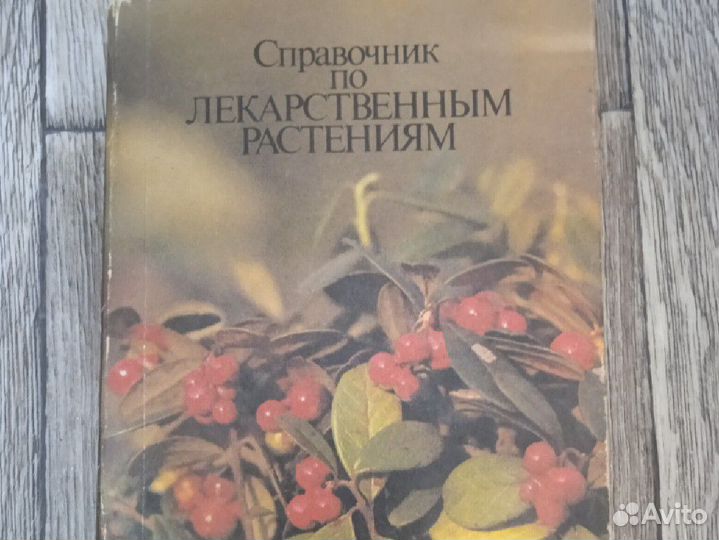 Справочник
по
ЛЕКАРСТВЕННЫМ
РАСТЕНИЯМ
Avito